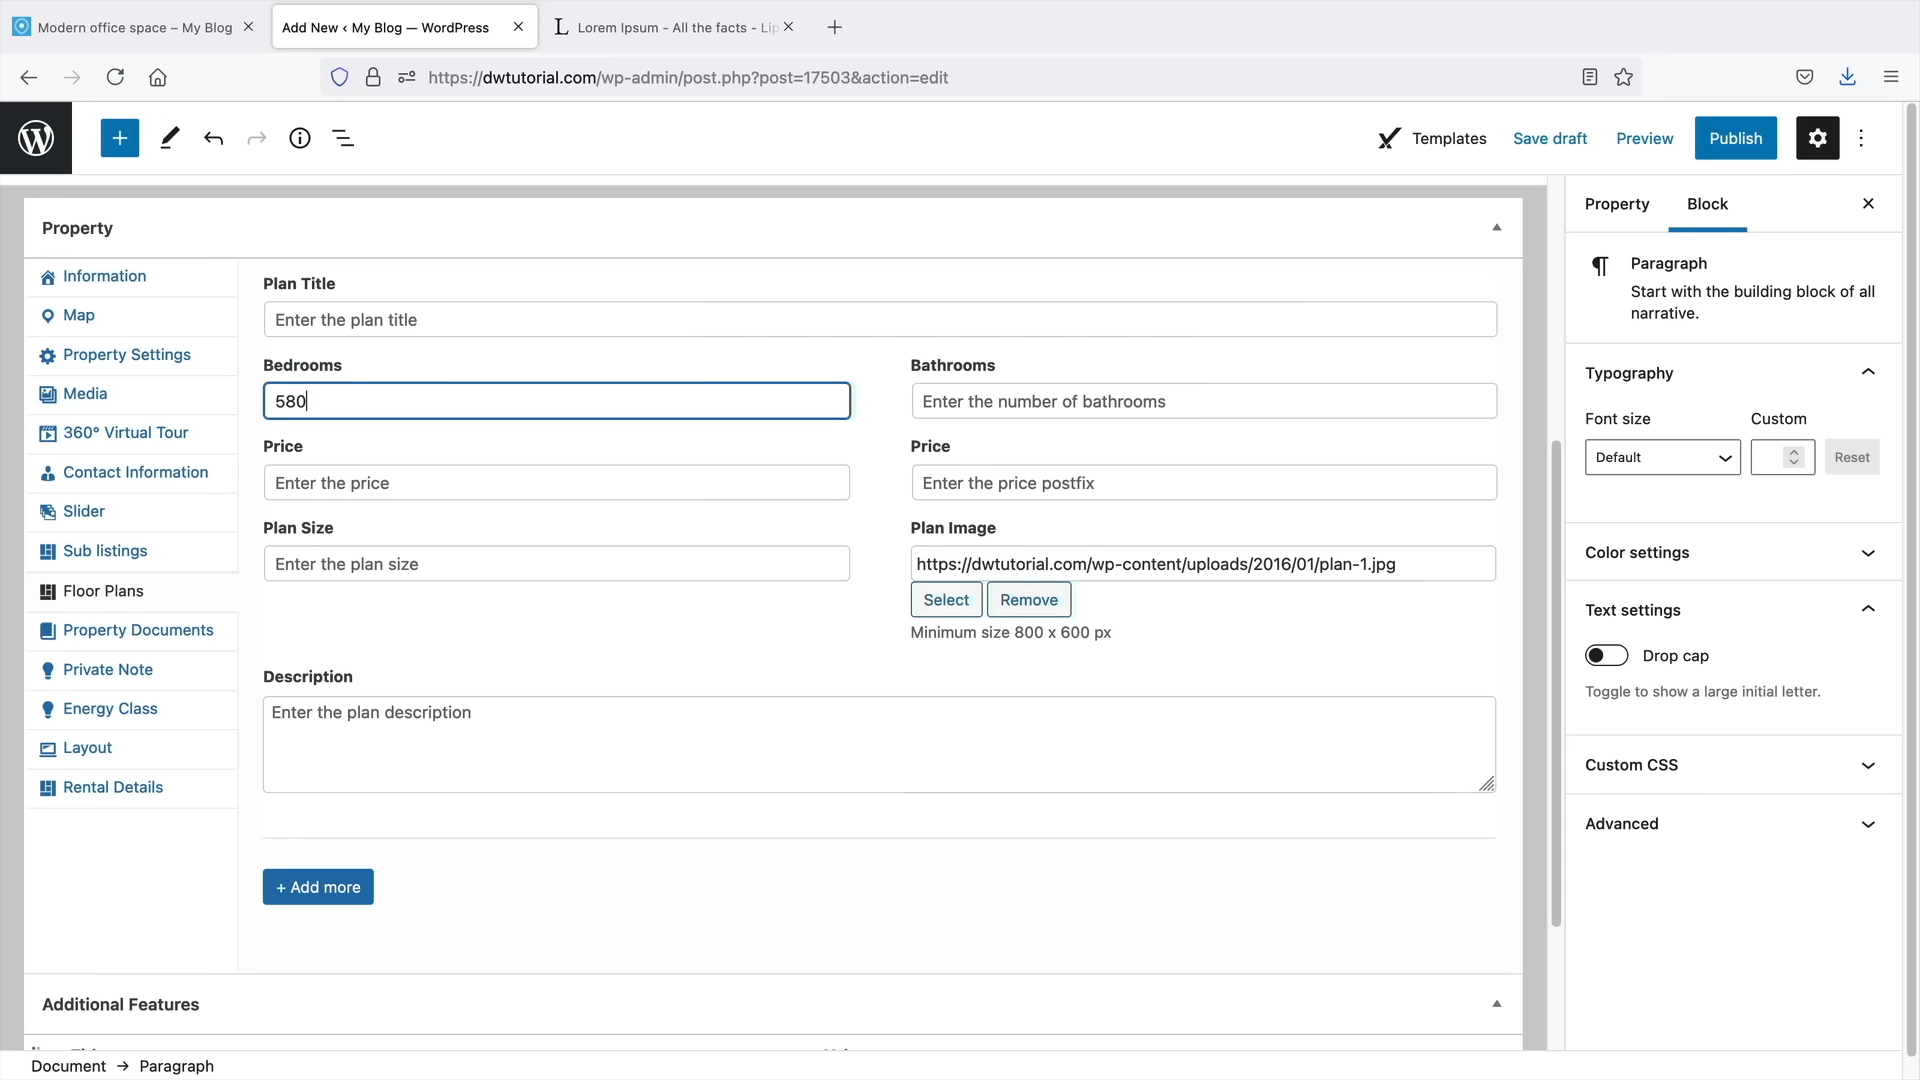 Modern office space – My Blog
Add New ‹ My Blog — WordPress
L Lorem Ipsum - All the facts - Lip
https://dwtutorial.com/wp-admin/post.php?post=17503&action=edit
Templates
Save draft
Preview
Publish
Property
Information
Map
Property Settings
Media
360° Virtual Tour
Contact Information
Slider
Sub listings
Floor Plans
Property Documents
Private Note
Energy Class
Layout
Rental Details
Plan Title
Enter the plan title
Bedrooms
Bathrooms
580
Enter the number of bathrooms
Price
Price
Enter the price
Enter the price postfix
Plan Size
Plan Image
Enter the plan size
https://dwtutorial.com/wp-content/uploads/2016/01/plan-1.jpg
Select
Remove
Minimum size 800 x 600 px
Description
Enter the plan description
+ Add more
Additional Features
Document → Paragraph
Property
Block
Paragraph
Start with the building block of all
narrative.
Typography
Font size
Custom
Default
Reset
Color settings
Text settings
Drop cap
Toggle to show a large initial letter.
Custom CSS
Advanced